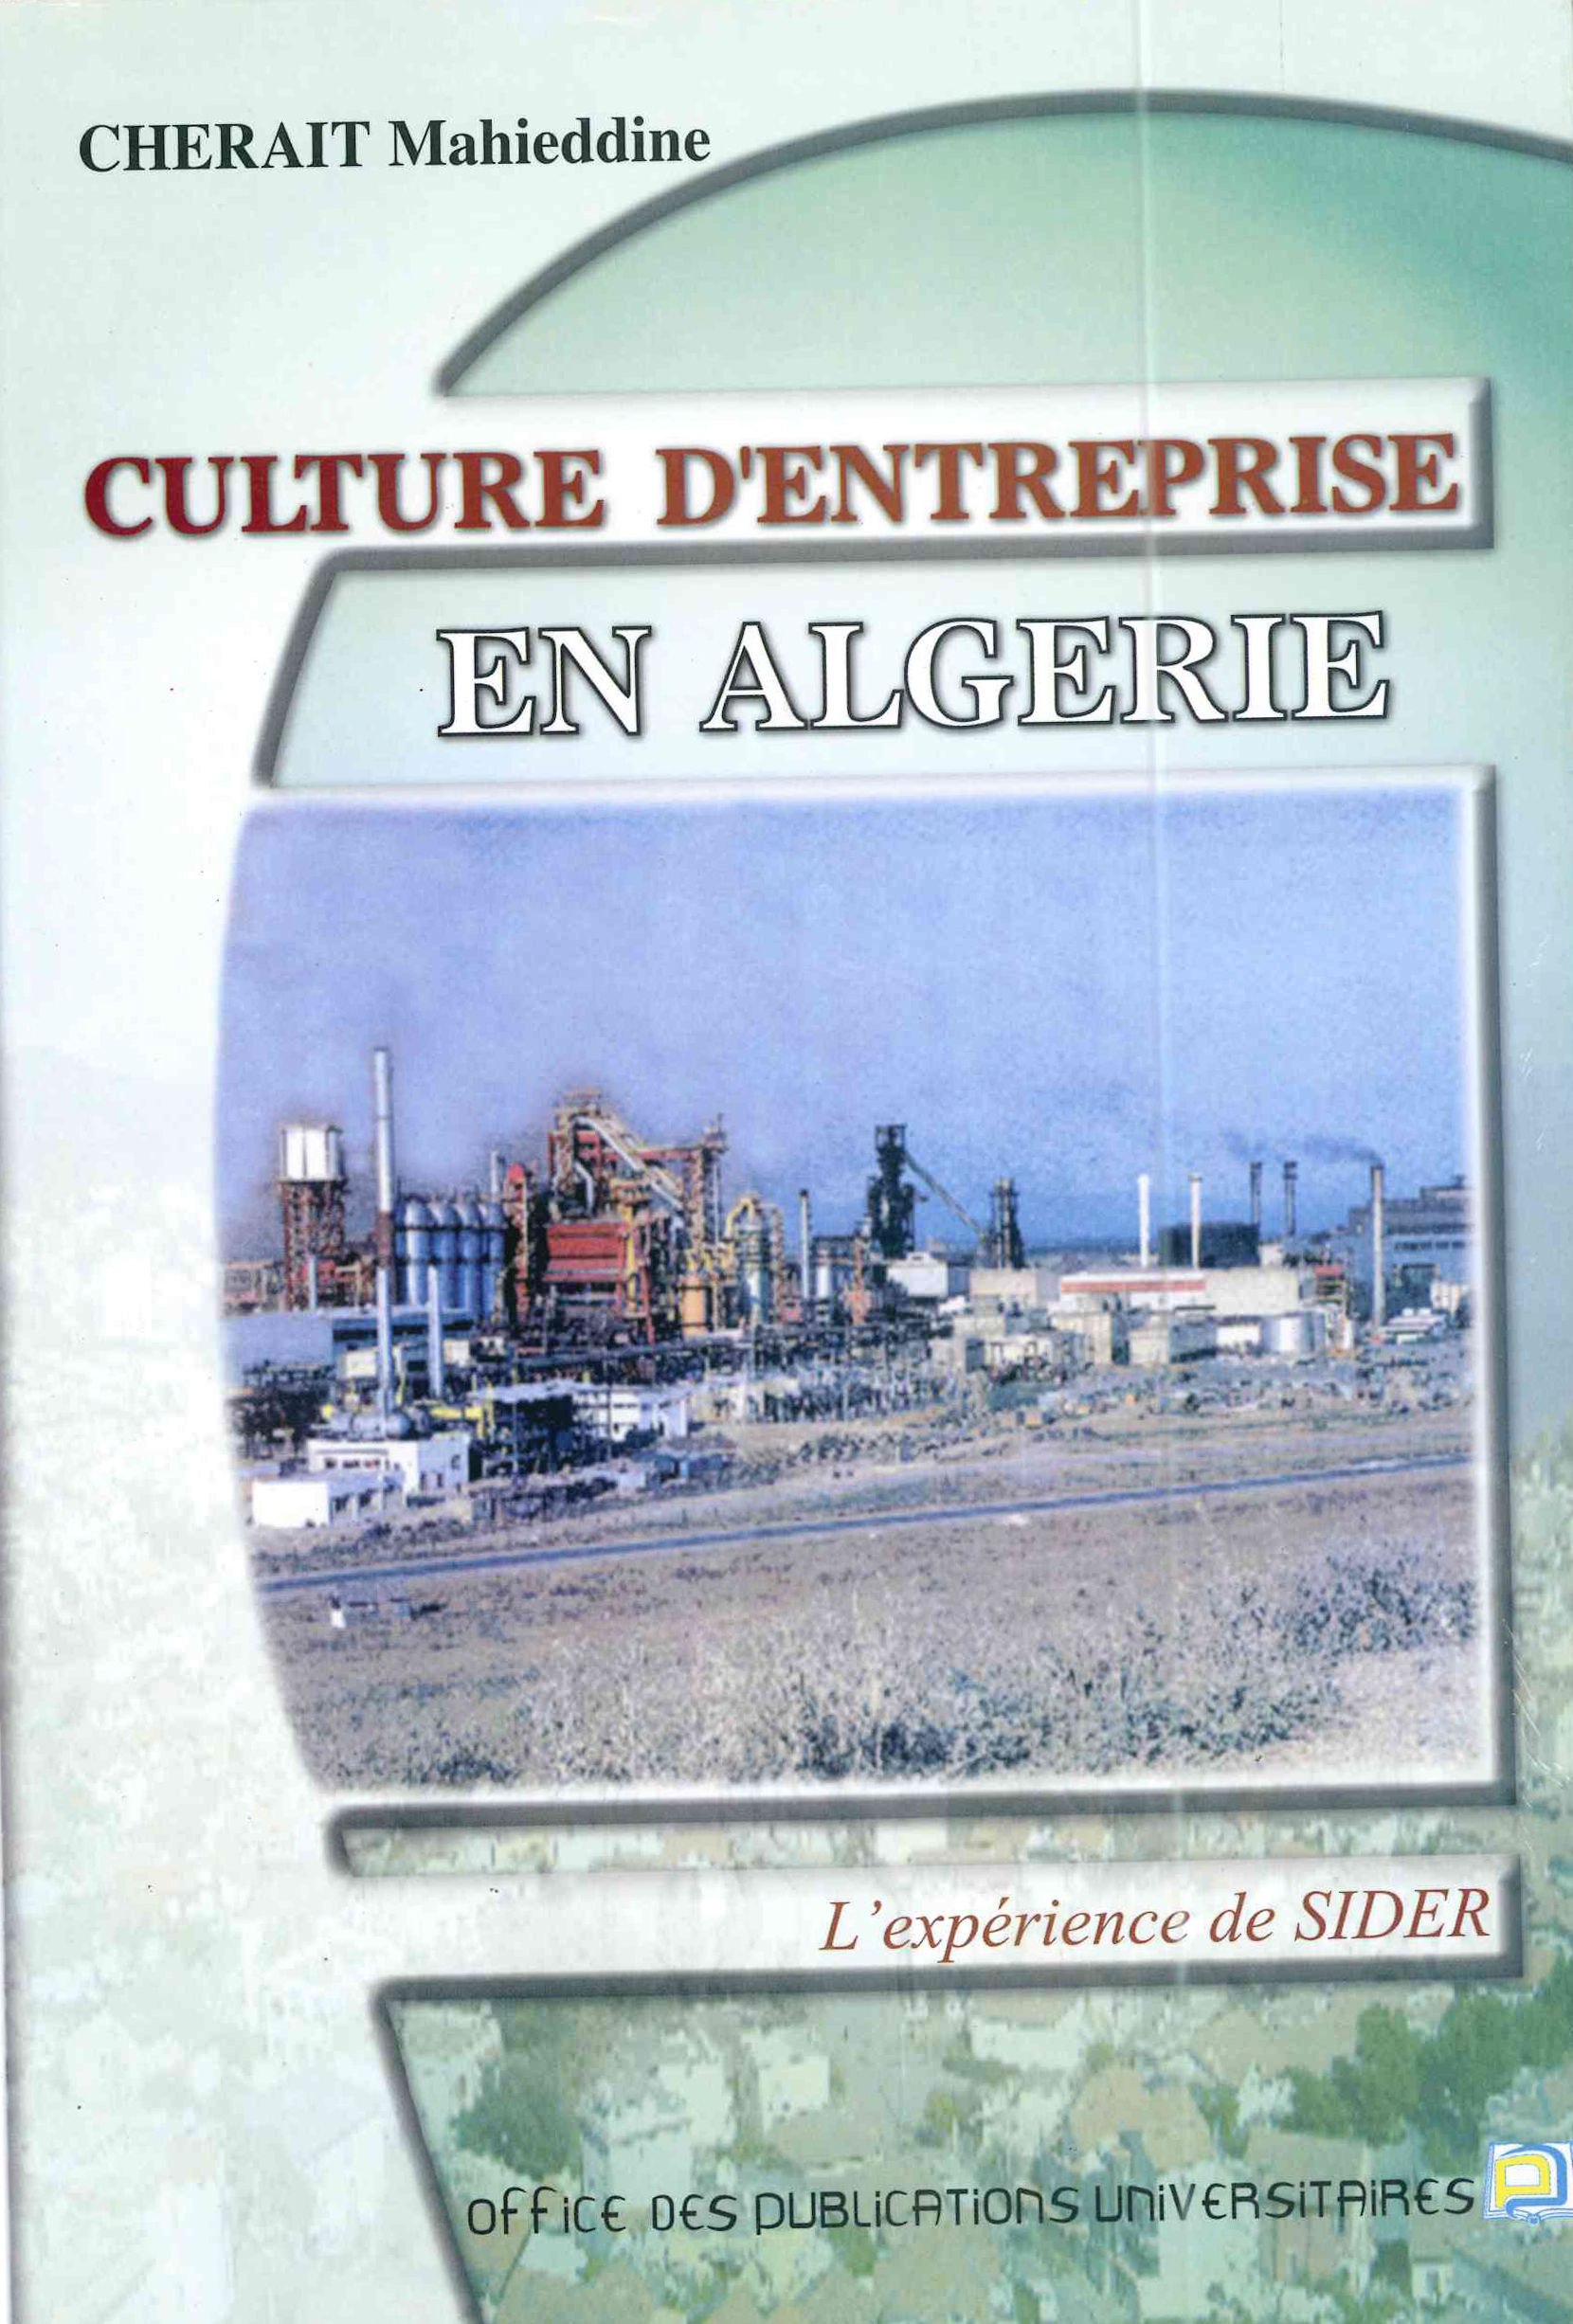 CHERAIT Mahieddine
CULTURE D'ENTREPRISE
EN ALGERIE
L'expérience de SIDER
OFFICE DES PUBLICATIONS UNIVERSITAIRES